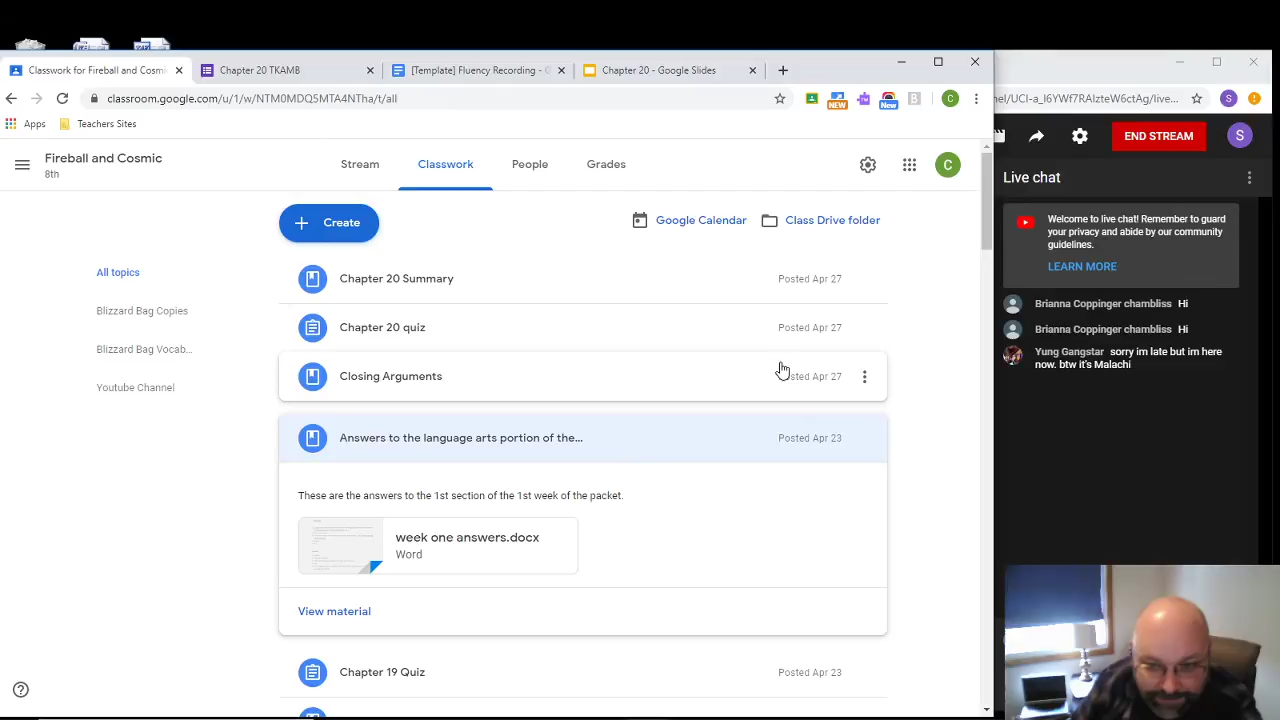 Classwork for Fireball and Cosmi
Chapter 20 TKAMB
[Template] Fluency Recording - G
Chapter 20 - Google Slides
classroom.google.com/u/1/w/NTM0MDQ5MTA4NTha/t/all
NEW
New
C
nel/UCI-a_l6YWf7RAIzteW6ctAg/live...
S
Apps
Teachers Sites
Fireball and Cosmic
8th
Stream
Classwork
People
Grades
C
END STREAM
S
Live chat
Create
Google Calendar
Class Drive folder
Welcome to live chat! Remember to guard
your privacy and abide by our community
guidelines.
LEARN MORE
All topics
Blizzard Bag Copies
Blizzard Bag Vocab...
Youtube Channel
Chapter 20 Summary
Posted Apr 27
Chapter 20 quiz
Posted Apr 27
Closing Arguments
Posted Apr 27
Answers to the language arts portion of the...
Posted Apr 23
These are the answers to the 1st section of the 1st week of the packet.
week one answers.docx
Word
View material
Chapter 19 Quiz
Posted Apr 23
Brianna Coppinger chambliss Hi
Brianna Coppinger chambliss Hi
Yung Gangstar sorry im late but im here
now. btw it's Malachi